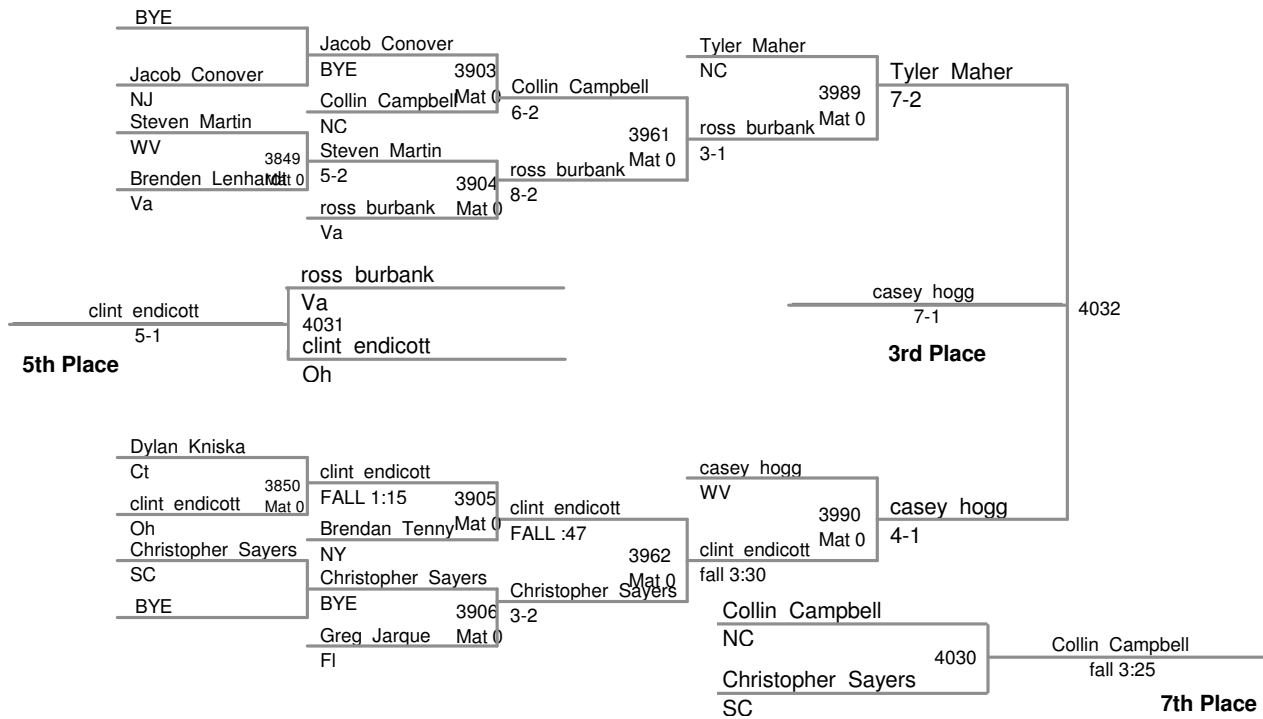 BYE
Jacob Conover
Tyler Maher
Jacob Conover
BYE
3903
NC
Tyler Maher
NJ
Collin Campbell
Mat 0
Collin Campbell
3989
7-2
Steven Martin
NC
6-2
Mat 0
WV
3849
Steven Martin
3961
ross burbank
Brenden Lenhardt
Mat 0
5-2
3904
ross burbank
Mat 0
3-1
Va
ross burbank
Mat 0
8-2
Va
ross burbank
Va
clint endicott
4031
casey hogg
4032
5-1
clint endicott
7-1
5th Place
Oh
3rd Place
Dylan Kniska
Ct
clint endicott
casey hogg
3850
FALL 1:15
3905
WV
clint endicott
Mat 0
clint endicott
3990
casey hogg
Oh
Brendan Tenny
Mat 0
FALL :47
Mat 0
4-1
Christopher Sayers
NY
3962
clint endicott
SC
Christopher Sayers
Mat 0
fall 3:30
BYE
BYE
3906
Christopher Sayers
Greg Jarque
Mat 0
3-2
Collin Campbell
Fl
NC
4030
Collin Campbell
Christopher Sayers
fall 3:25
SC
7th Place